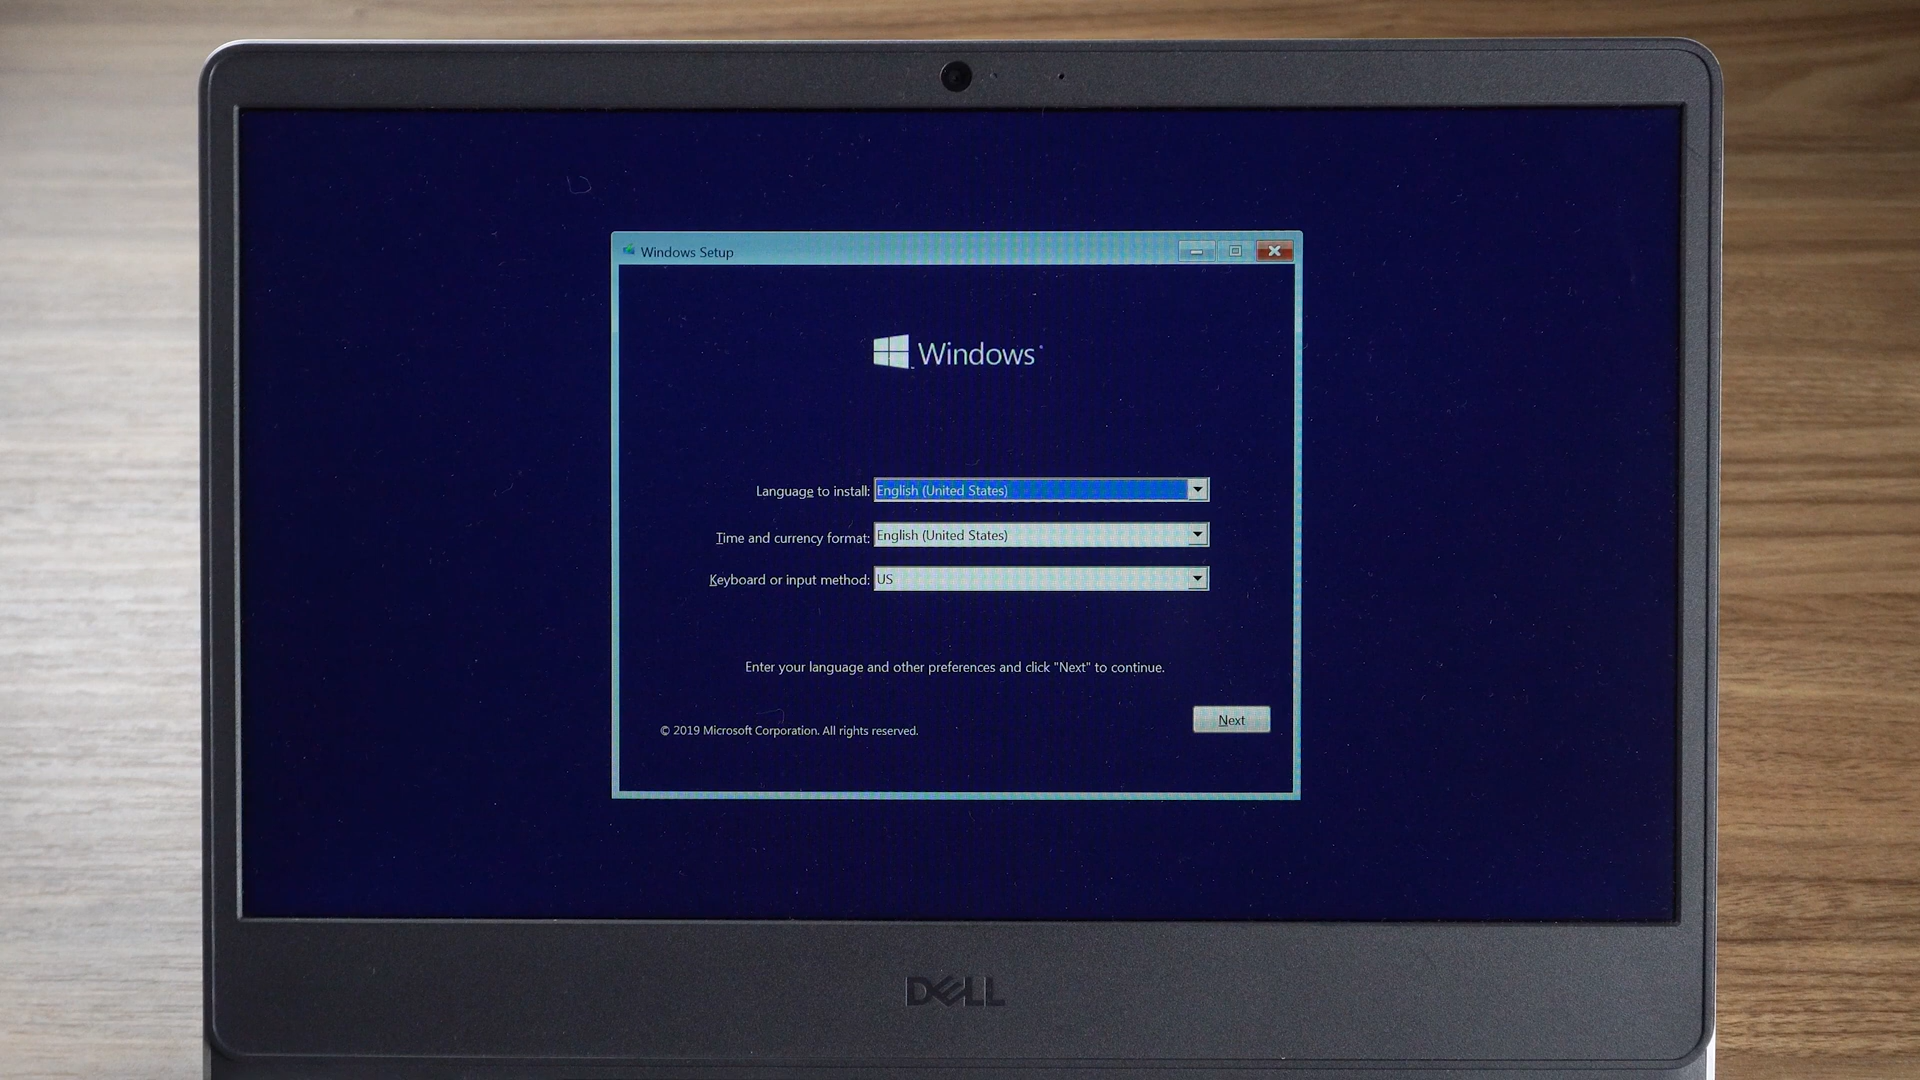 Windows Setup
Windows
Language to install: English (United States)
Time and currency format: English (United States)
Keyboard or input method: US
Enter your language and other preferences and click "Next" to continue.
Next
© 2019 Microsoft Corporation. All rights reserved.
DELL